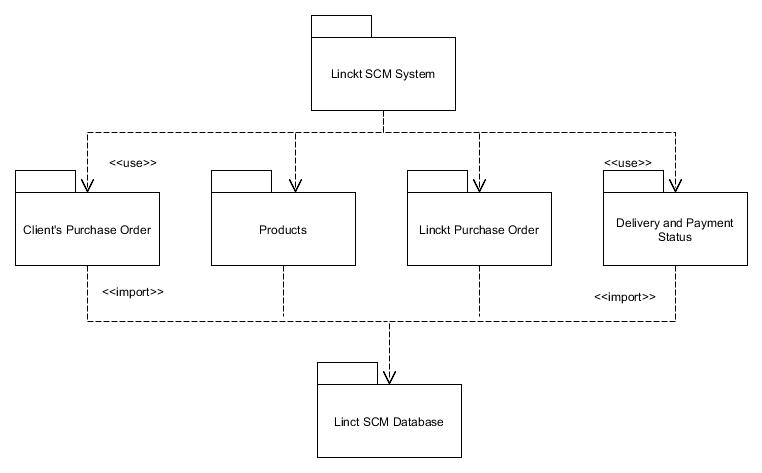 Linckt SCM System
<<use>>
<<use>>
Client's Purchase Order
Products
Linckt Purchase Order
Delivery and Payment
Status
<<import>>
<<import>>
Linct SCM Database